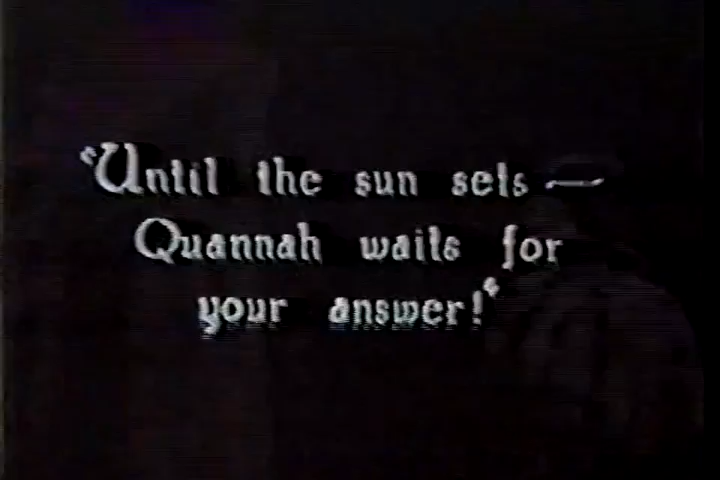 "Until the sun sets —
Quannah waits for
your answer!"